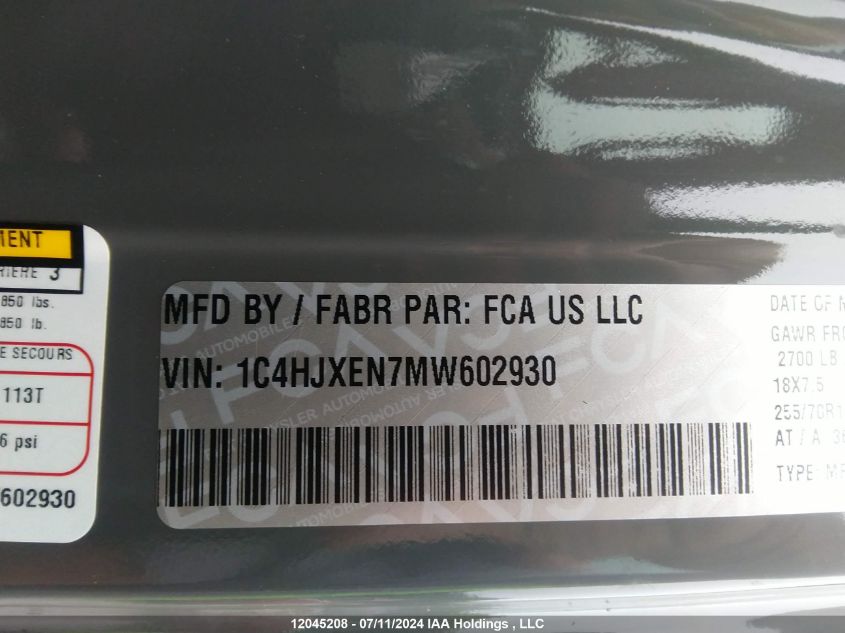 MENT
RIERE 3
850 lbs.
850 lb.
E SECOURS
113T
6 psi
602930
MFD BY / FABR PAR: FCA US LLC
VIN: 1C4HJXEN7MW602930
DATE OF M
GAWR FRO
2700 LB
18X7.5
255/70R1
AT / A 36
TYPE: MP
12045208 - 07/11/2024 IAA Holdings , LLC